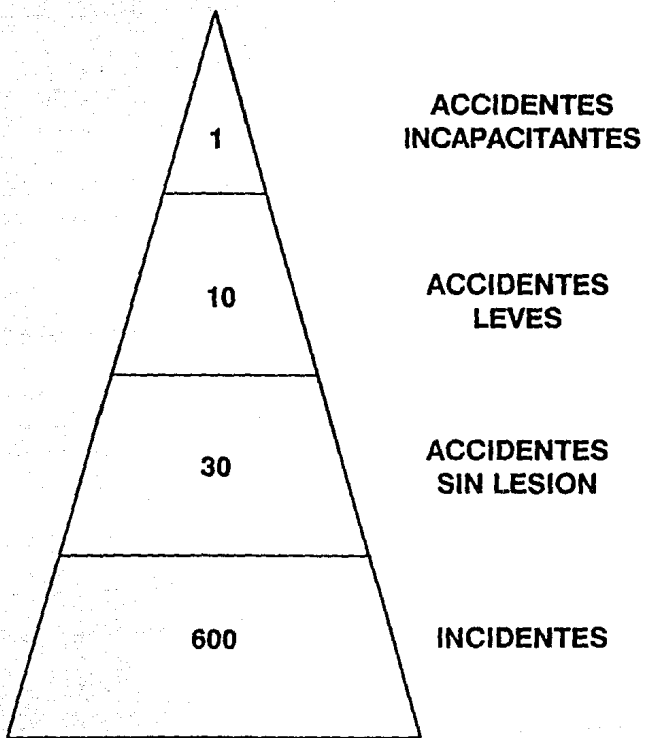 ACCIDENTES
INCAPACITANTES
1
ACCIDENTES
LEVES
10
ACCIDENTES
SIN LESION
30
600
INCIDENTES